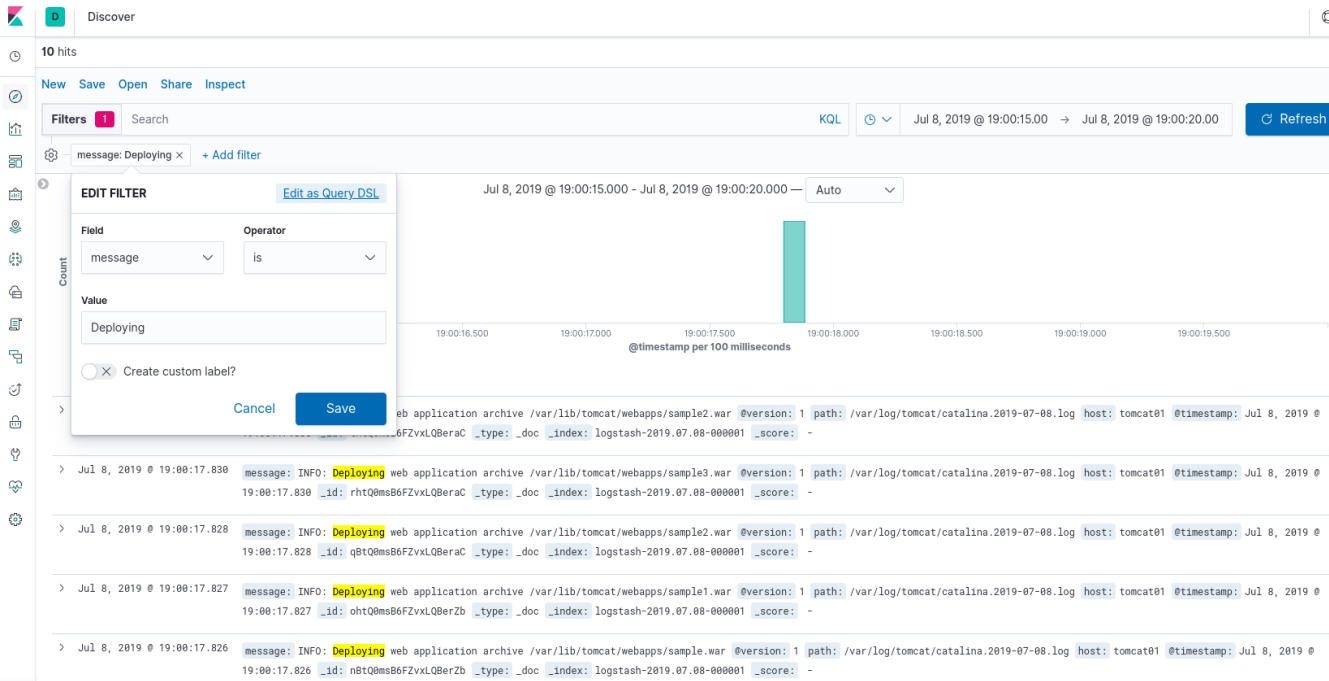 D Discover
10 hits
New Save Open Share Inspect
Filters 1 Search KQL Jul 8, 2019 @ 19:00:15.00 → Jul 8, 2019 @ 19:00:20.00 Refresh
message: Deploying × + Add filter
EDIT FILTER Edit as Query DSL
Field Operator
message is
Value
Deploying
Create custom label?
Cancel Save
Jul 8, 2019 @ 19:00:15.000 - Jul 8, 2019 @ 19:00:20.000 — Auto
Count
19:00:16.500 19:00:17.000 19:00:17.500 19:00:18.000 19:00:18.500 19:00:19.000 19:00:19.500
@timestamp per 100 milliseconds
eb application archive /var/lib/tomcat/webapps/sample2.war @version: 1 path: /var/log/tomcat/catalina.2019-07-08.log host: tomcat01 @timestamp: Jul 8, 2019 @
6FZvxLQBeraC _type: _doc _index: logstash-2019.07.08-000001 _score: -
Jul 8, 2019 @ 19:00:17.830 message: INFO: Deploying web application archive /var/lib/tomcat/webapps/sample3.war @version: 1 path: /var/log/tomcat/catalina.2019-07-08.log host: tomcat01 @timestamp: Jul 8, 2019 @
19:00:17.830 _id: rhtQ0msB6FZvxLQBeraC _type: _doc _index: logstash-2019.07.08-000001 _score: -
Jul 8, 2019 @ 19:00:17.828 message: INFO: Deploying web application archive /var/lib/tomcat/webapps/sample2.war @version: 1 path: /var/log/tomcat/catalina.2019-07-08.log host: tomcat01 @timestamp: Jul 8, 2019 @
19:00:17.828 _id: qBtQ0msB6FZvxLQBeraC _type: _doc _index: logstash-2019.07.08-000001 _score: -
Jul 8, 2019 @ 19:00:17.827 message: INFO: Deploying web application archive /var/lib/tomcat/webapps/sample1.war @version: 1 path: /var/log/tomcat/catalina.2019-07-08.log host: tomcat01 @timestamp: Jul 8, 2019 @
19:00:17.827 _id: ohtQ0msB6FZvxLQBerZb _type: _doc _index: logstash-2019.07.08-000001 _score: -
Jul 8, 2019 @ 19:00:17.826 message: INFO: Deploying web application archive /var/lib/tomcat/webapps/sample.war @version: 1 path: /var/log/tomcat/catalina.2019-07-08.log host: tomcat01 @timestamp: Jul 8, 2019 @
19:00:17.826 _id: nBtQ0msB6FZvxLQBerZb _type: _doc _index: logstash-2019.07.08-000001 _score: -